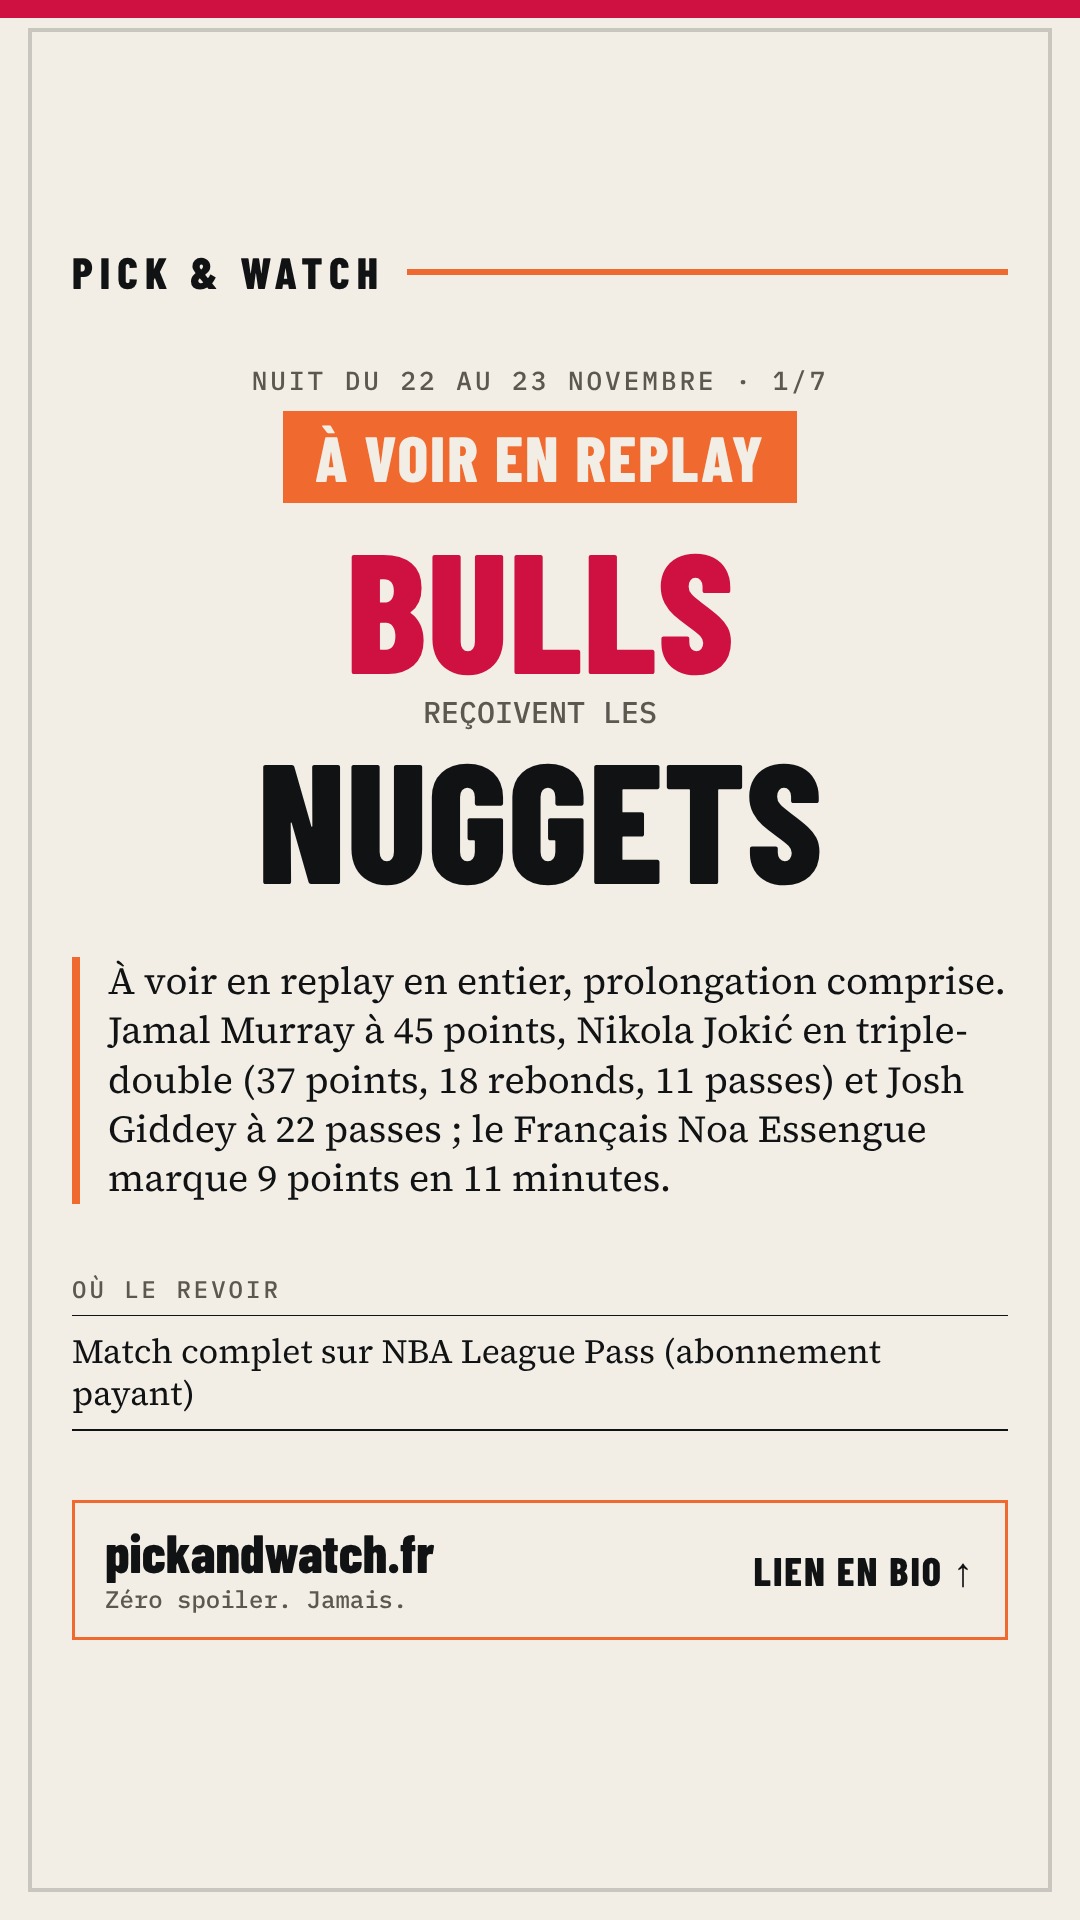 PICK & WATCH
NUIT DU 22 AU 23 NOVEMBRE · 1/7
À VOIR EN REPLAY
BULLS
REÇOIVENT LES
NUGGETS
À voir en replay en entier, prolongation comprise.
Jamal Murray à 45 points, Nikola Jokić en triple-
double (37 points, 18 rebonds, 11 passes) et Josh
Giddey à 22 passes ; le Français Noa Essengue
marque 9 points en 11 minutes.
OÙ LE REVOIR
Match complet sur NBA League Pass (abonnement
payant)
pickandwatch.fr
Zéro spoiler. Jamais.
LIEN EN BIO ↑